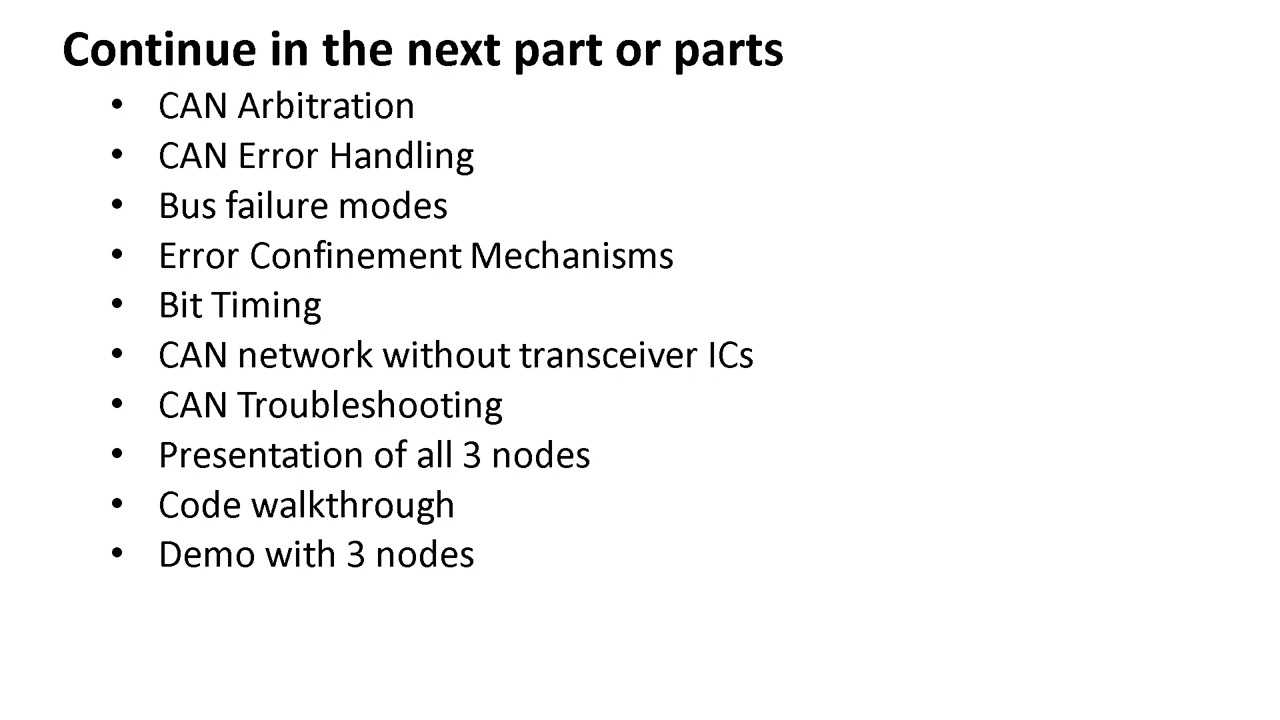 Continue in the next part or parts
• CAN Arbitration
• CAN Error Handling
• Bus failure modes
• Error Confinement Mechanisms
• Bit Timing
• CAN network without transceiver ICs
• CAN Troubleshooting
• Presentation of all 3 nodes
• Code walkthrough
• Demo with 3 nodes